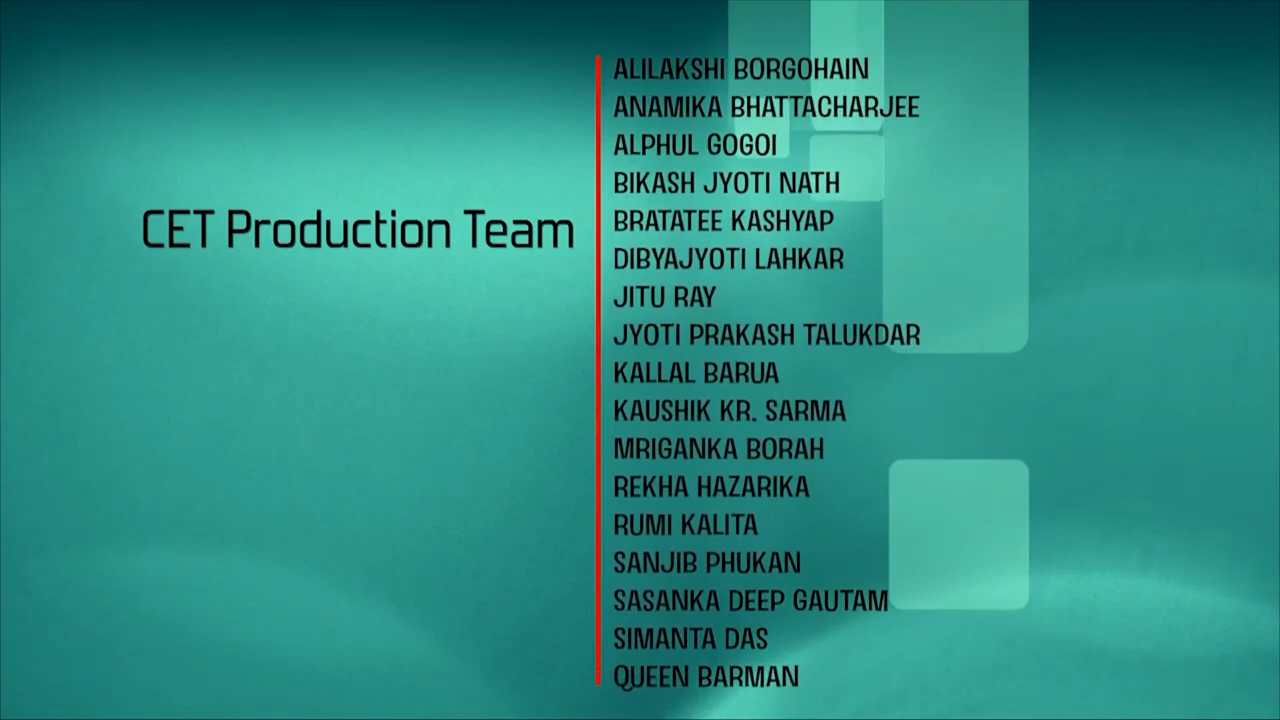 CET Production Team
ALILAKSHI BORGOHAIN
ANAMIKA BHATTACHARJEE
ALPHUL GOGOI
BIKASH JYOTI NATH
BRATATEE KASHYAP
DIBYAJYOTI LAHKAR
JITU RAY
JYOTI PRAKASH TALUKDAR
KALLAL BARUA
KAUSHIK KR. SARMA
MRIGANKA BORAH
REKHA HAZARIKA
RUMI KALITA
SANJIB PHUKAN
SASANKA DEEP GAUTAM
SIMANTA DAS
QUEEN BARMAN